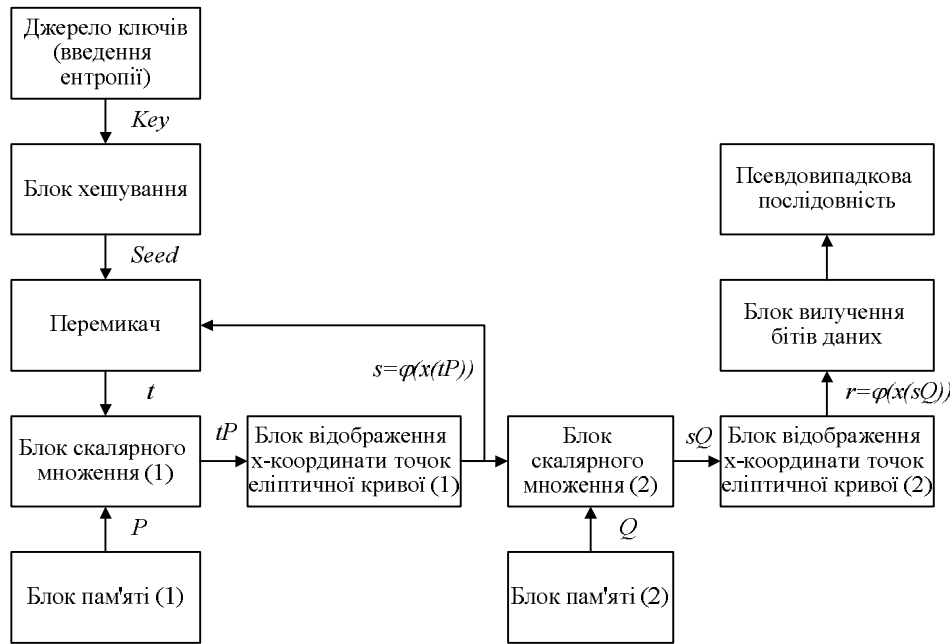 Джерело ключів
(введення
ентропії)
Key
Блок хешування
Seed
Перемикач
t
Блок скалярного
множення (1)
P
Блок пам'яті (1)
tP
Блок відображення
x-координати точок
еліптичної кривої (1)
s=φ(x(tP))
Блок
скалярного
множення (2)
Q
Блок пам'яті (2)
sQ
Блок відображення
x-координати точок
еліптичної кривої (2)
r=φ(x(sQ))
Блок вилучення
бітів даних
Псевдовипадкова
послідовність